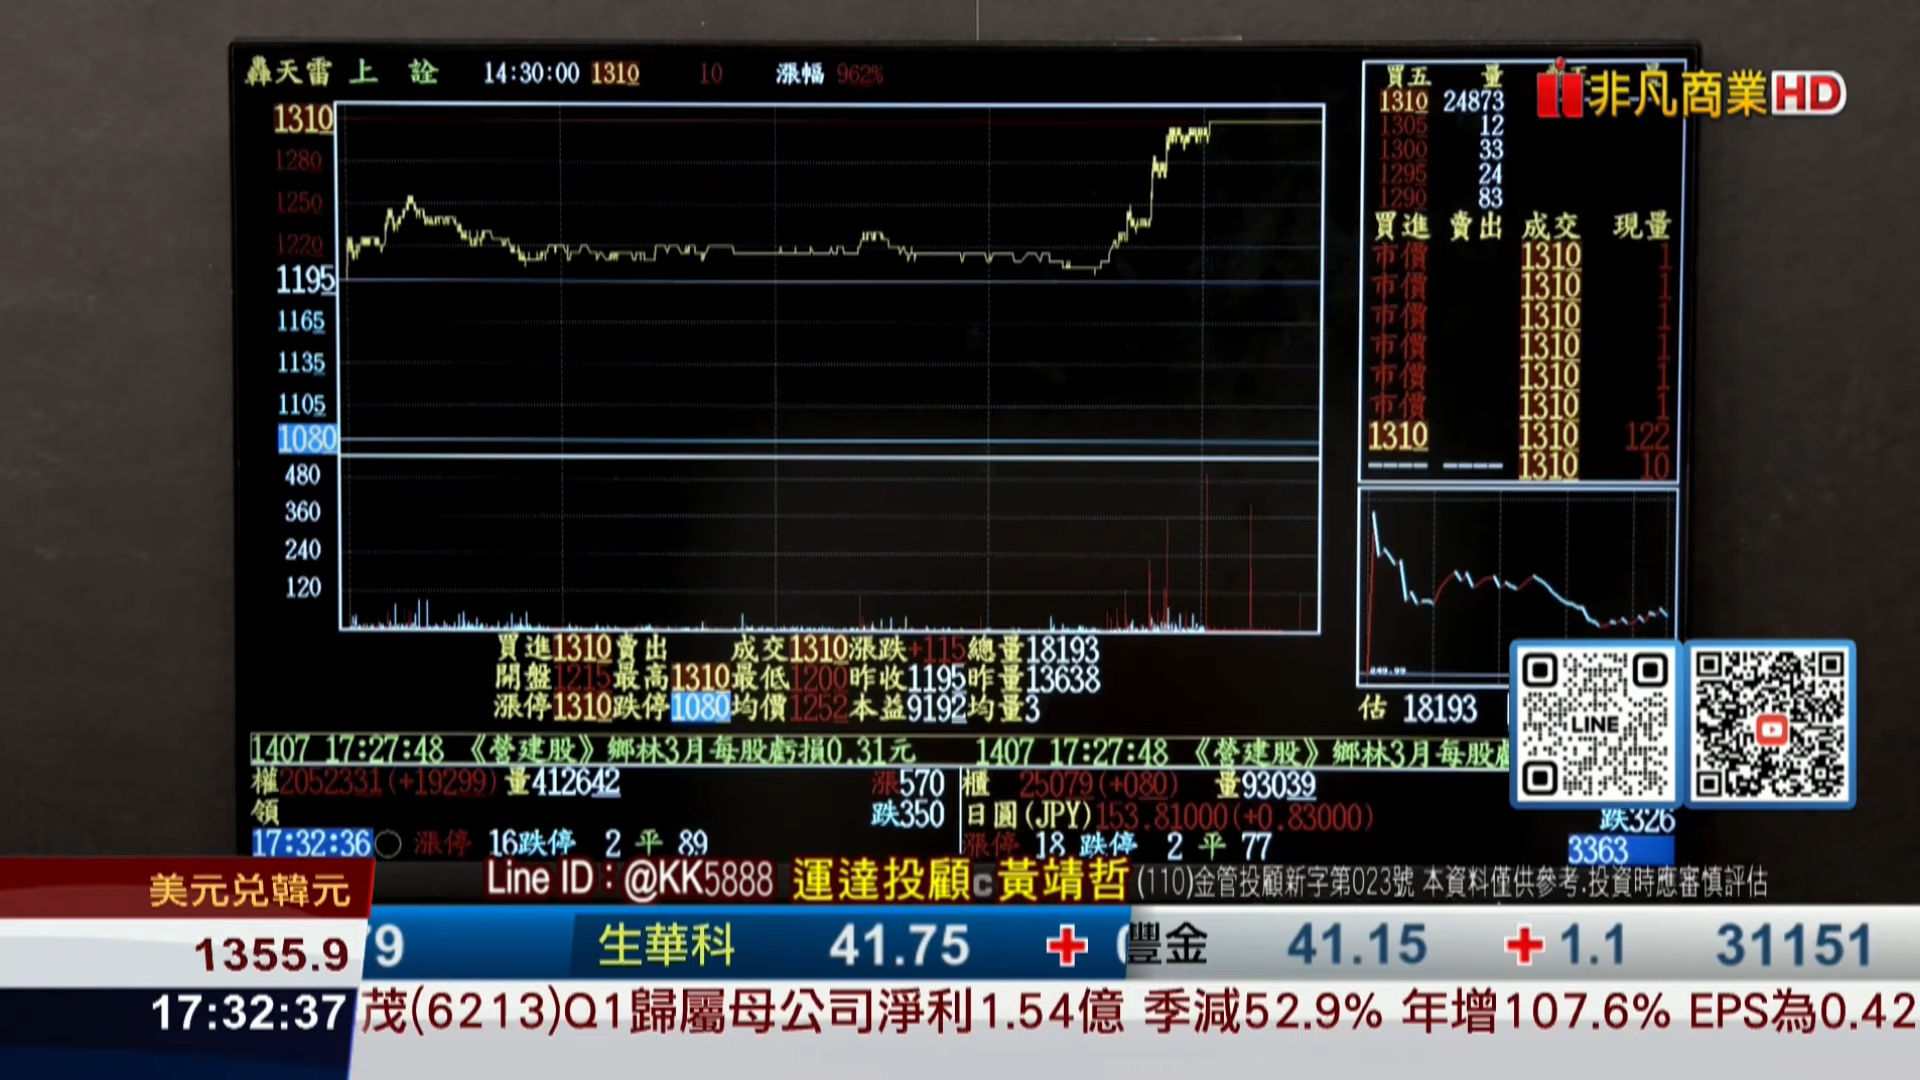 轟天雷 上 詮 14:30:00 1310 10 漲幅 962%
非凡商業HD
1310
1280
1250
1220
1195
1165
1135
1105
1080
480
360
240
120
買五 量
1310 24873
1305 12
1300 33
1295 24
1290 83
買進 賣出 成交 現量
市價 1310 1
市價 1310 1
市價 1310 1
市價 1310 1
市價 1310 1
市價 1310 1
1310 1310 122
---- ---- 1310 10
買進1310賣出 成交1310漲跌+115總量18193
開盤1215最高1310最低1200昨收1195昨量13638
漲停1310跌停1080均價1252本益9192均量3
估 18193
LINE
1407 17:27:48 《營建股》鄉林3月每股虧損0.31元 1407 17:27:48 《營建股》鄉林3月每股虧
權2052331(+19299)量412642 漲570 櫃 25079(+080) 量93039
領 跌350 日圓(JPY)153.81000(+0.83000) 跌326
17:32:36 漲停 16跌停 2 平 89 漲停 18 跌停 2 平 77 3363
Line ID:@KK5888 運達投顧c黃靖哲 (110)金管投顧新字第023號 本資料僅供參考.投資時應審慎評估
美元兌韓元
1355.9
79 生華科 41.75 + 豐金 41.15 + 1.1 31151
17:32:37 茂(6213)Q1歸屬母公司淨利1.54億 季減52.9% 年增107.6% EPS為0.42